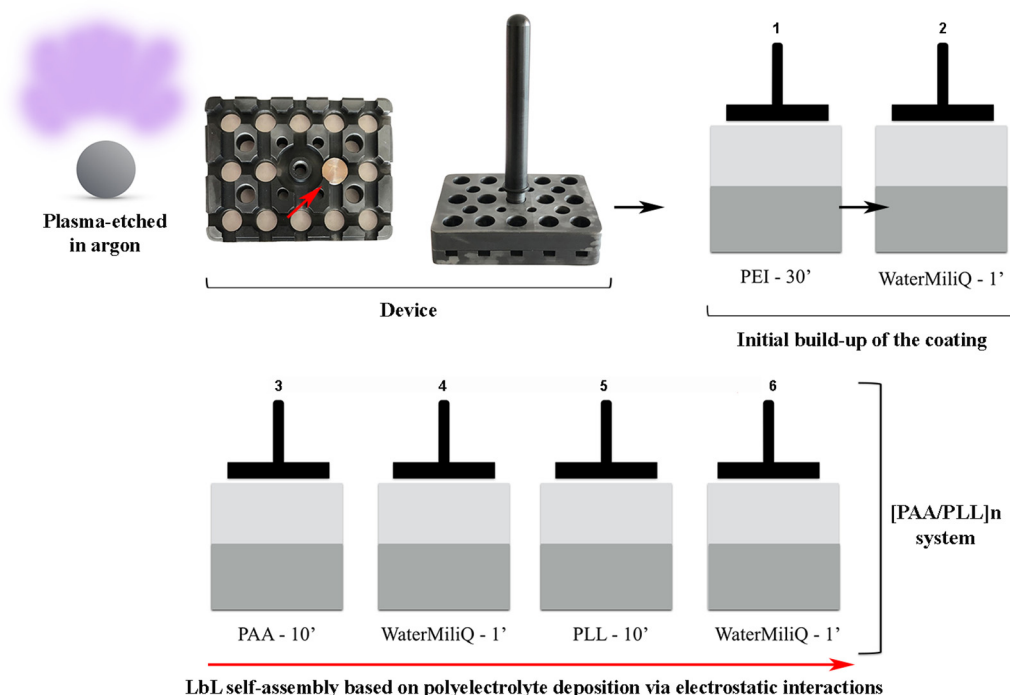 Plasma-etched
in argon
Device
1
2
PEI - 30’
WaterMiliQ - 1’
Initial build-up of the coating
3
4
5
6
PAA - 10’
WaterMiliQ - 1’
PLL - 10’
WaterMiliQ - 1’
[PAA/PLL]n
system
LbL self-assembly based on polyelectrolyte deposition via electrostatic interactions